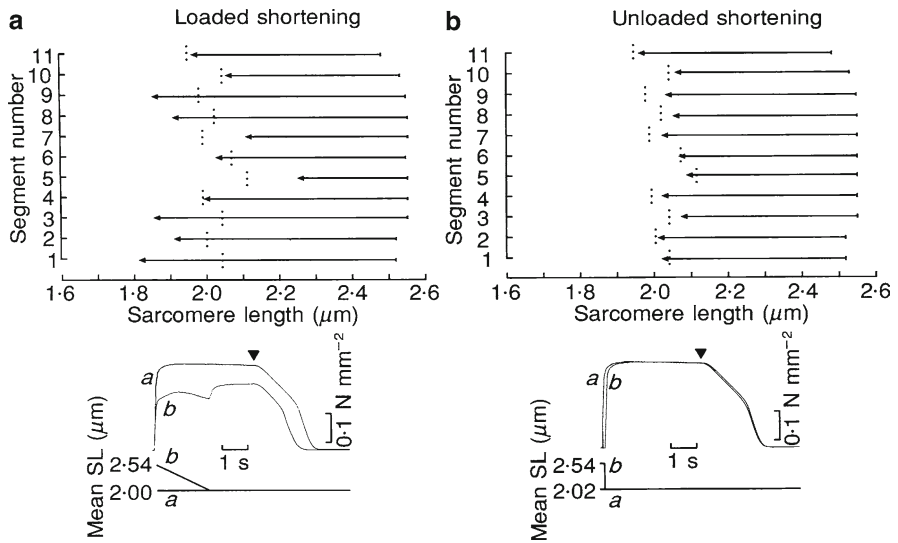 a
Loaded shortening
Segment number
11
10
9
8
7
6
5
4
3
2
1
1·6 1·8 2·0 2·2 2·4 2·6
Sarcomere length (μm)
a
b
0·1 N mm⁻²
1 s
Mean SL (μm)
2·54 b
2·00 a
b
Unloaded shortening
Segment number
11
10
9
8
7
6
5
4
3
2
1
1·6 1·8 2·0 2·2 2·4 2·6
Sarcomere length (μm)
a b
0·1 N mm⁻²
1 s
Mean SL (μm)
2·54 b
2·02 a